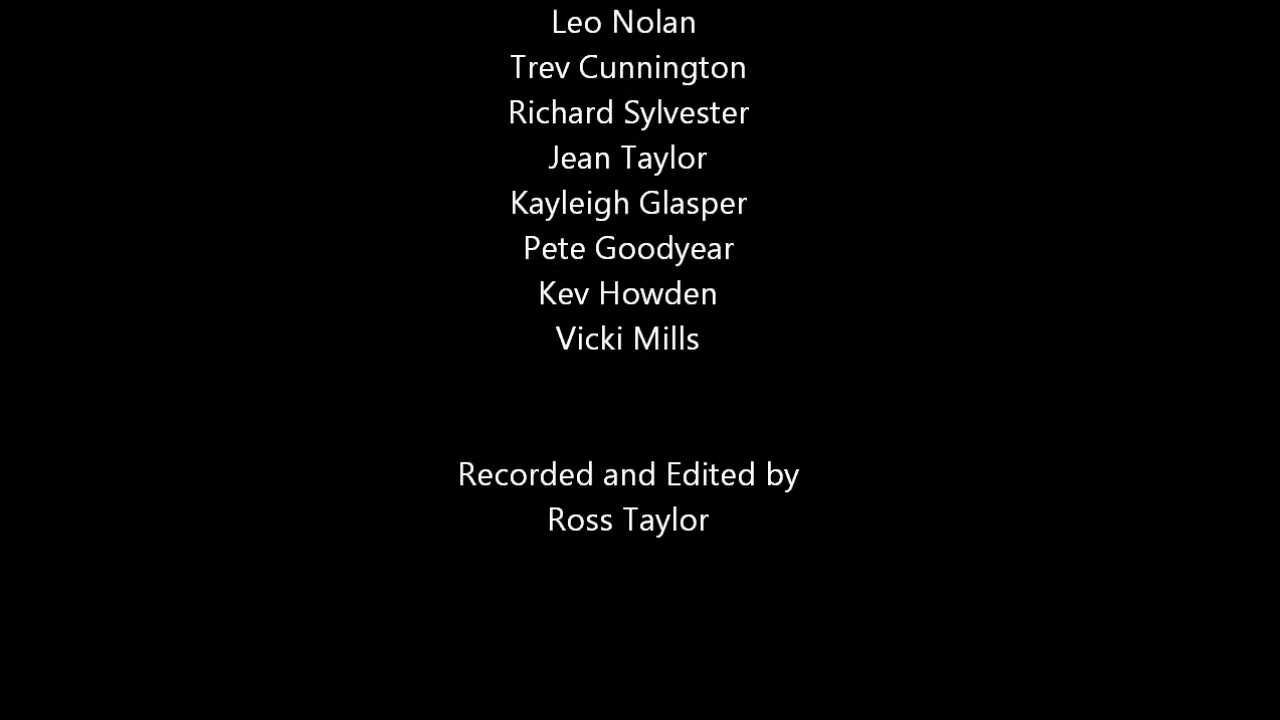 Leo Nolan
Trev Cunnington
Richard Sylvester
Jean Taylor
Kayleigh Glasper
Pete Goodyear
Kev Howden
Vicki Mills
Recorded and Edited by
Ross Taylor